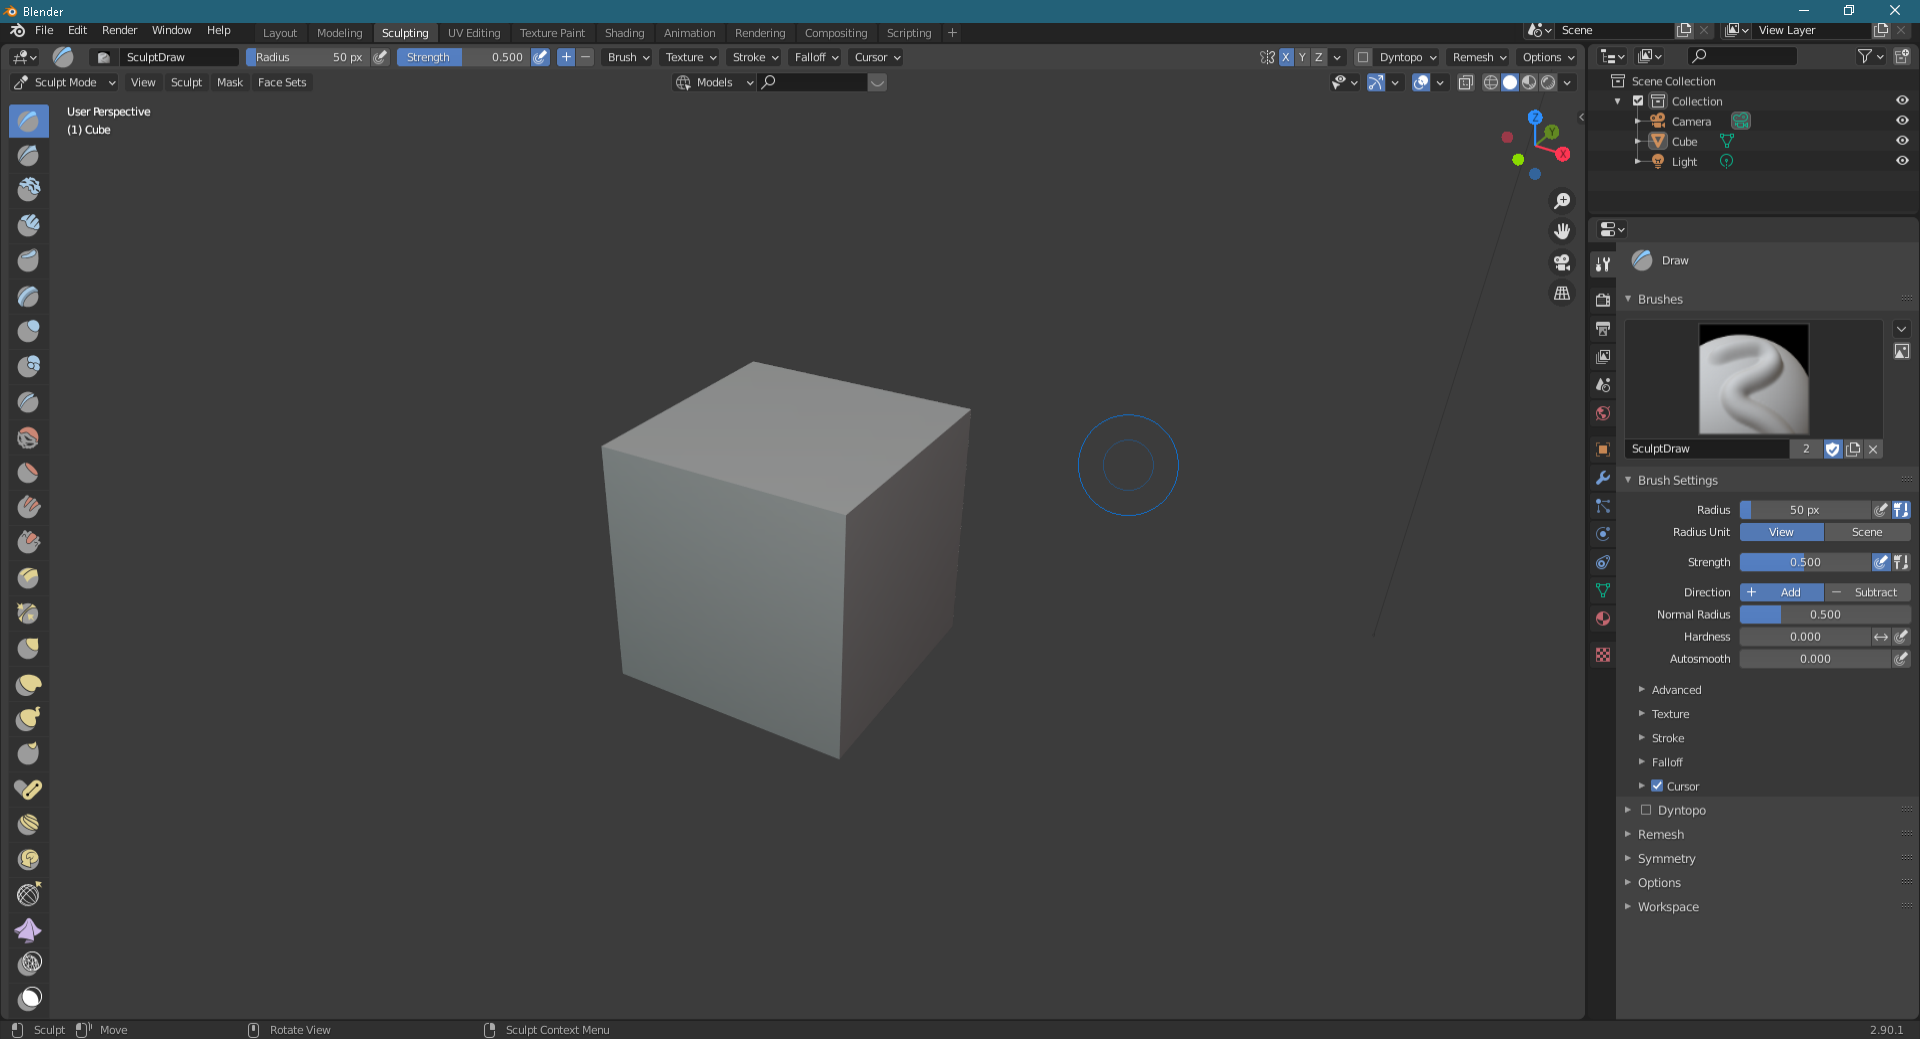 Blender
File Edit Render Window Help Layout Modeling Sculpting UV Editing Texture Paint Shading Animation Rendering Compositing Scripting + Scene View Layer
SculptDraw Radius 50 px Strength 0.500 + − Brush Texture Stroke Falloff Cursor X Y Z Dyntopo Remesh Options
Sculpt Mode View Sculpt Mask Face Sets Models
User Perspective
(1) Cube
Z
Y
X
Scene Collection
Collection
Camera
Cube
Light
Draw
Brushes
SculptDraw 2
Brush Settings
Radius 50 px
Radius Unit View Scene
Strength 0.500
Direction + Add − Subtract
Normal Radius 0.500
Hardness 0.000
Autosmooth 0.000
Advanced
Texture
Stroke
Falloff
Cursor
Dyntopo
Remesh
Symmetry
Options
Workspace
Sculpt Move Rotate View Sculpt Context Menu 2.90.1